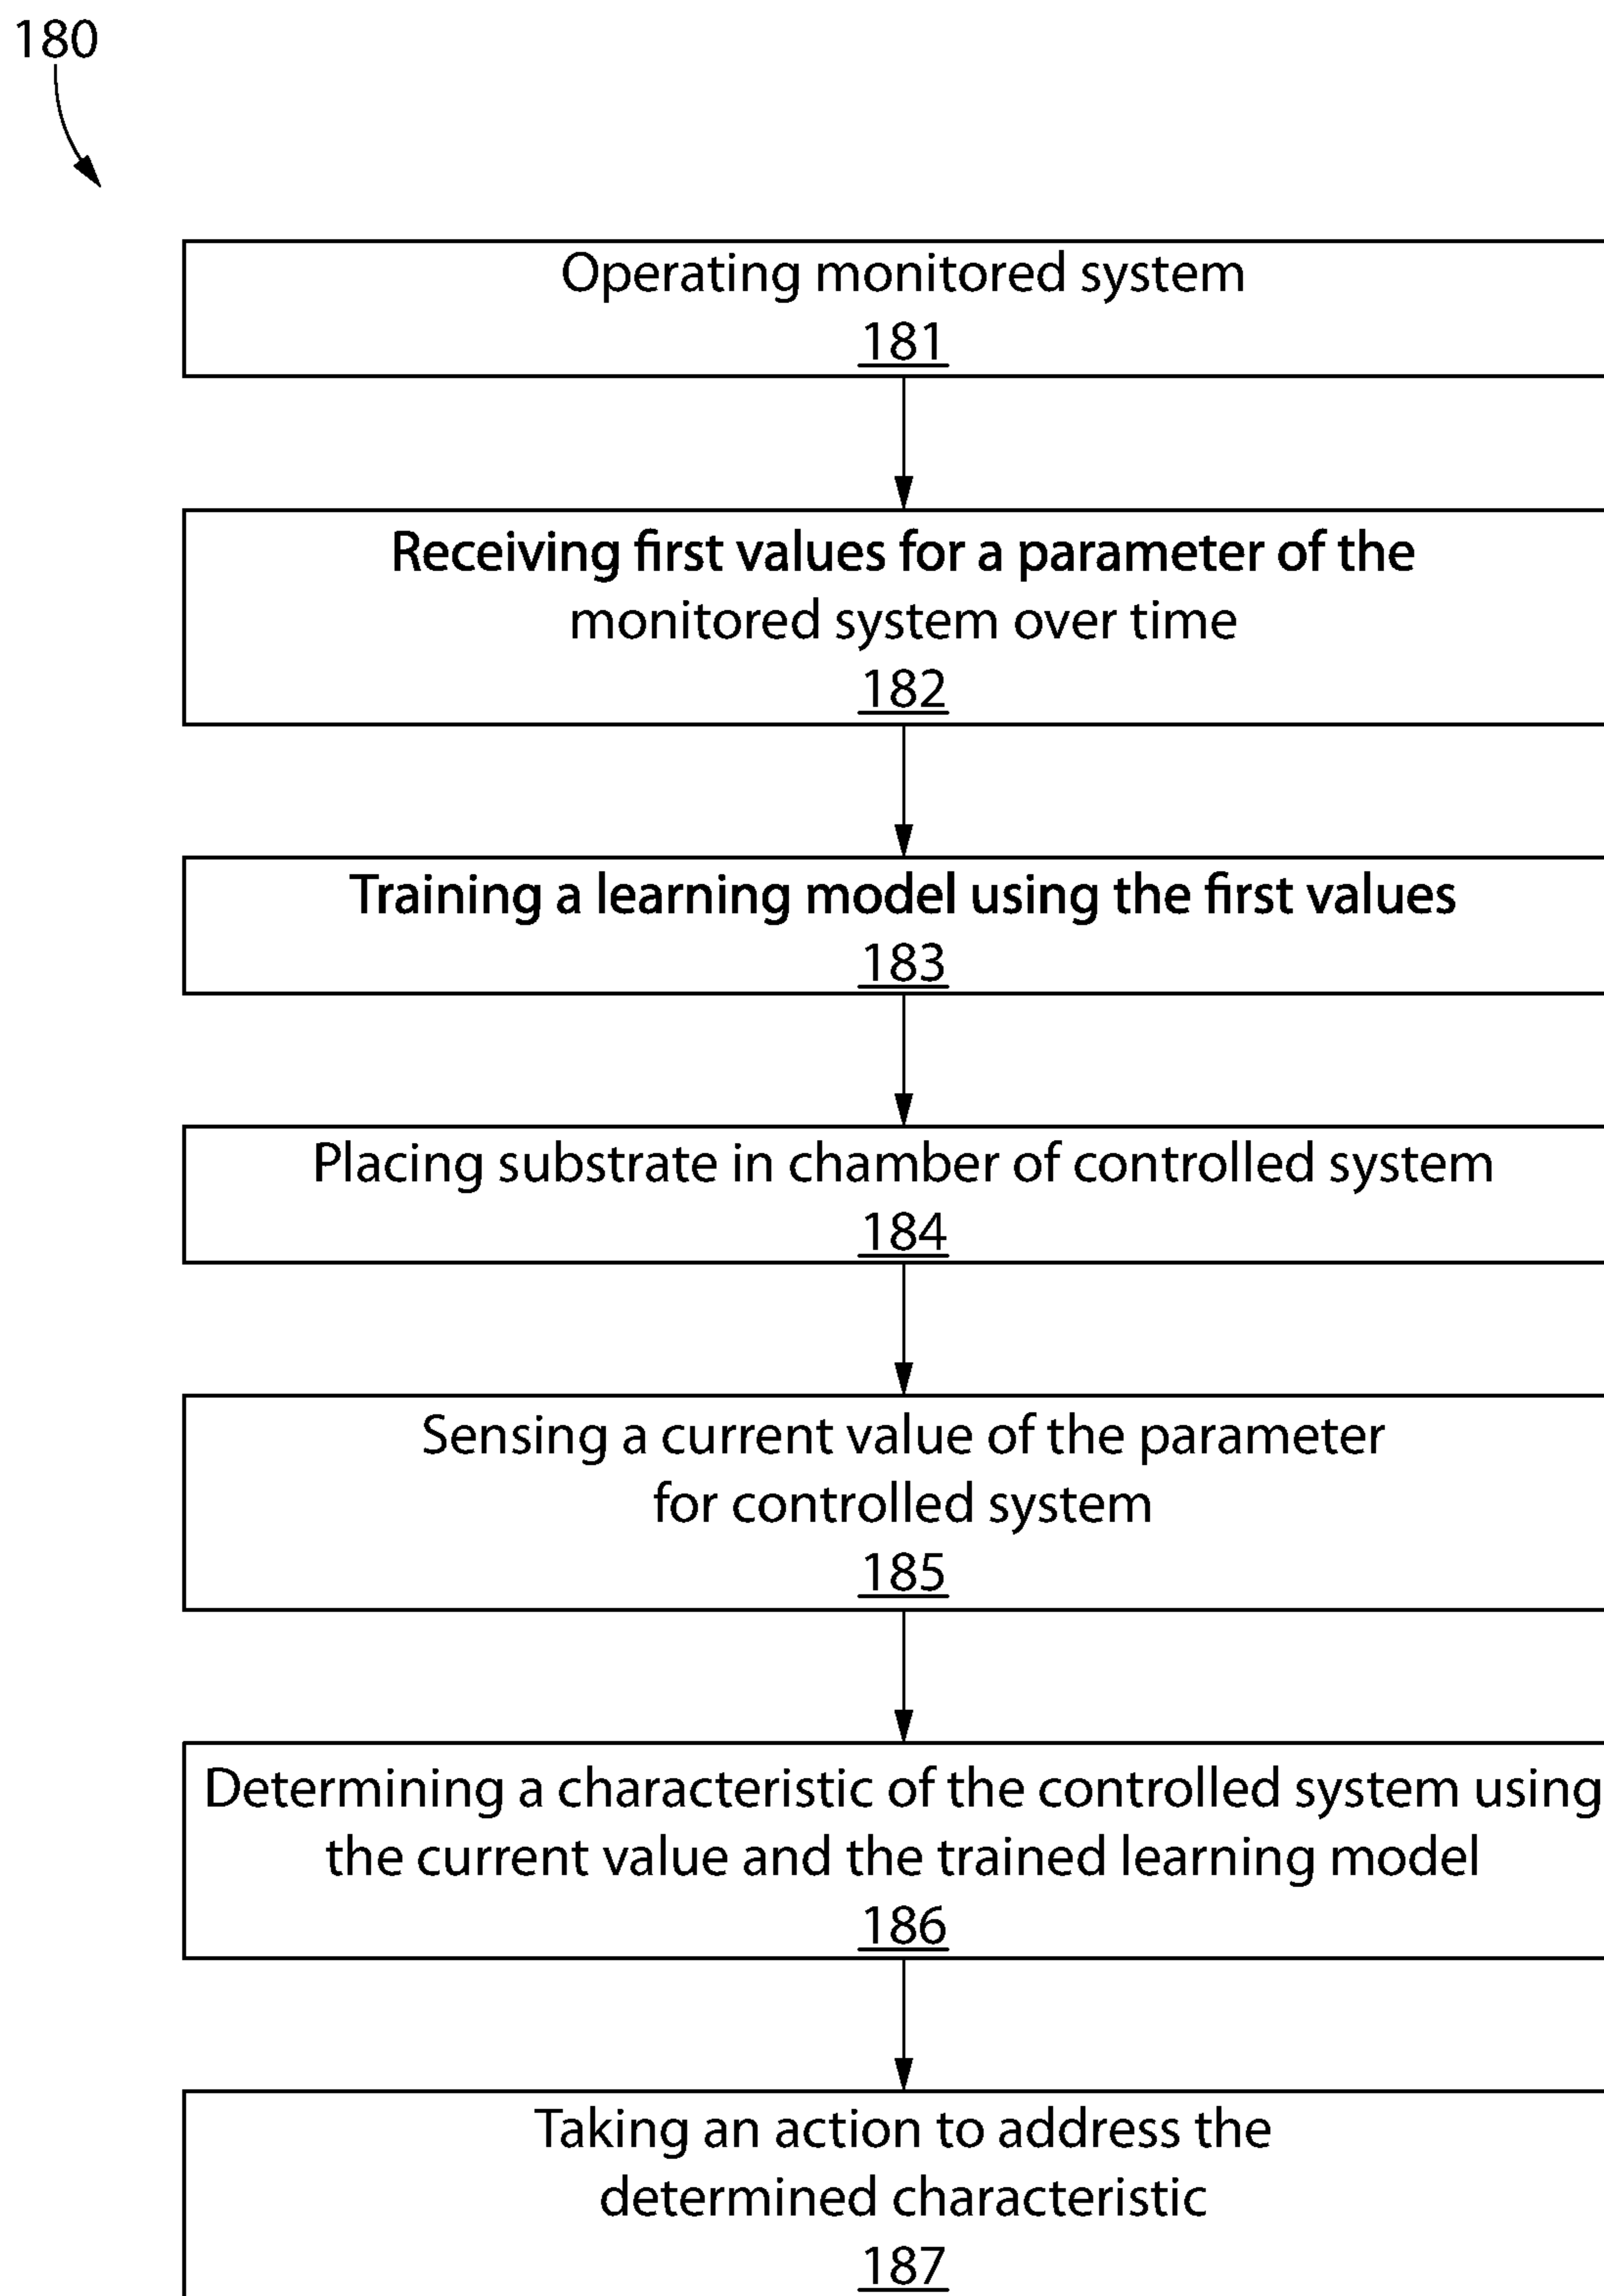 180
Operating monitored system
181
Receiving first values for a parameter of the
monitored system over time
182
Training a learning model using the first values
183
Placing substrate in chamber of controlled system
184
Sensing a current value of the parameter
for controlled system
185
Determining a characteristic of the controlled system using
the current value and the trained learning model
186
Taking an action to address the
determined characteristic
187